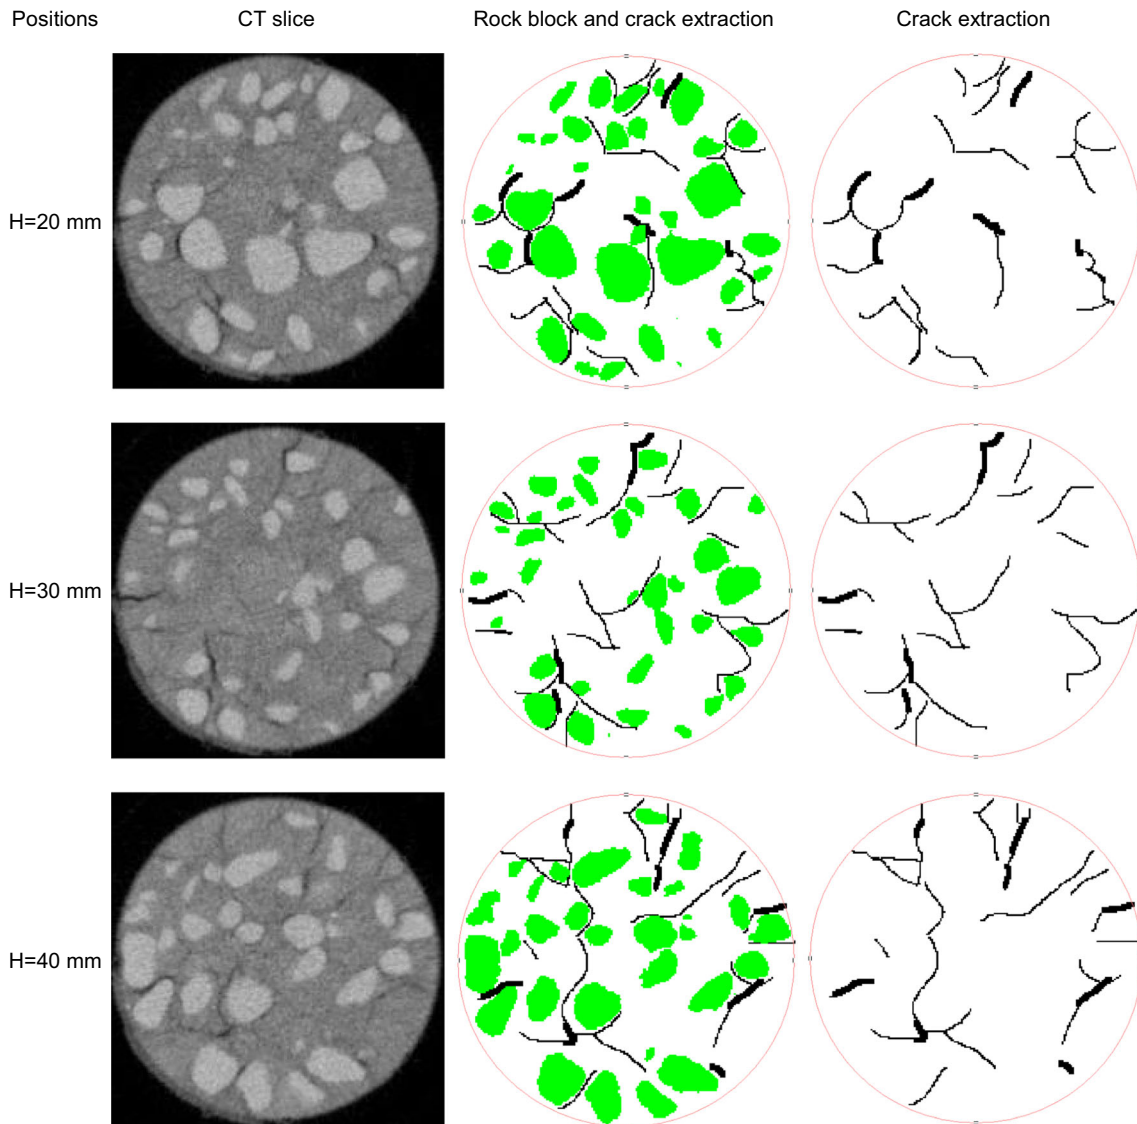 Positions CT slice Rock block and crack extraction Crack extraction
H=20 mm
H=30 mm
H=40 mm